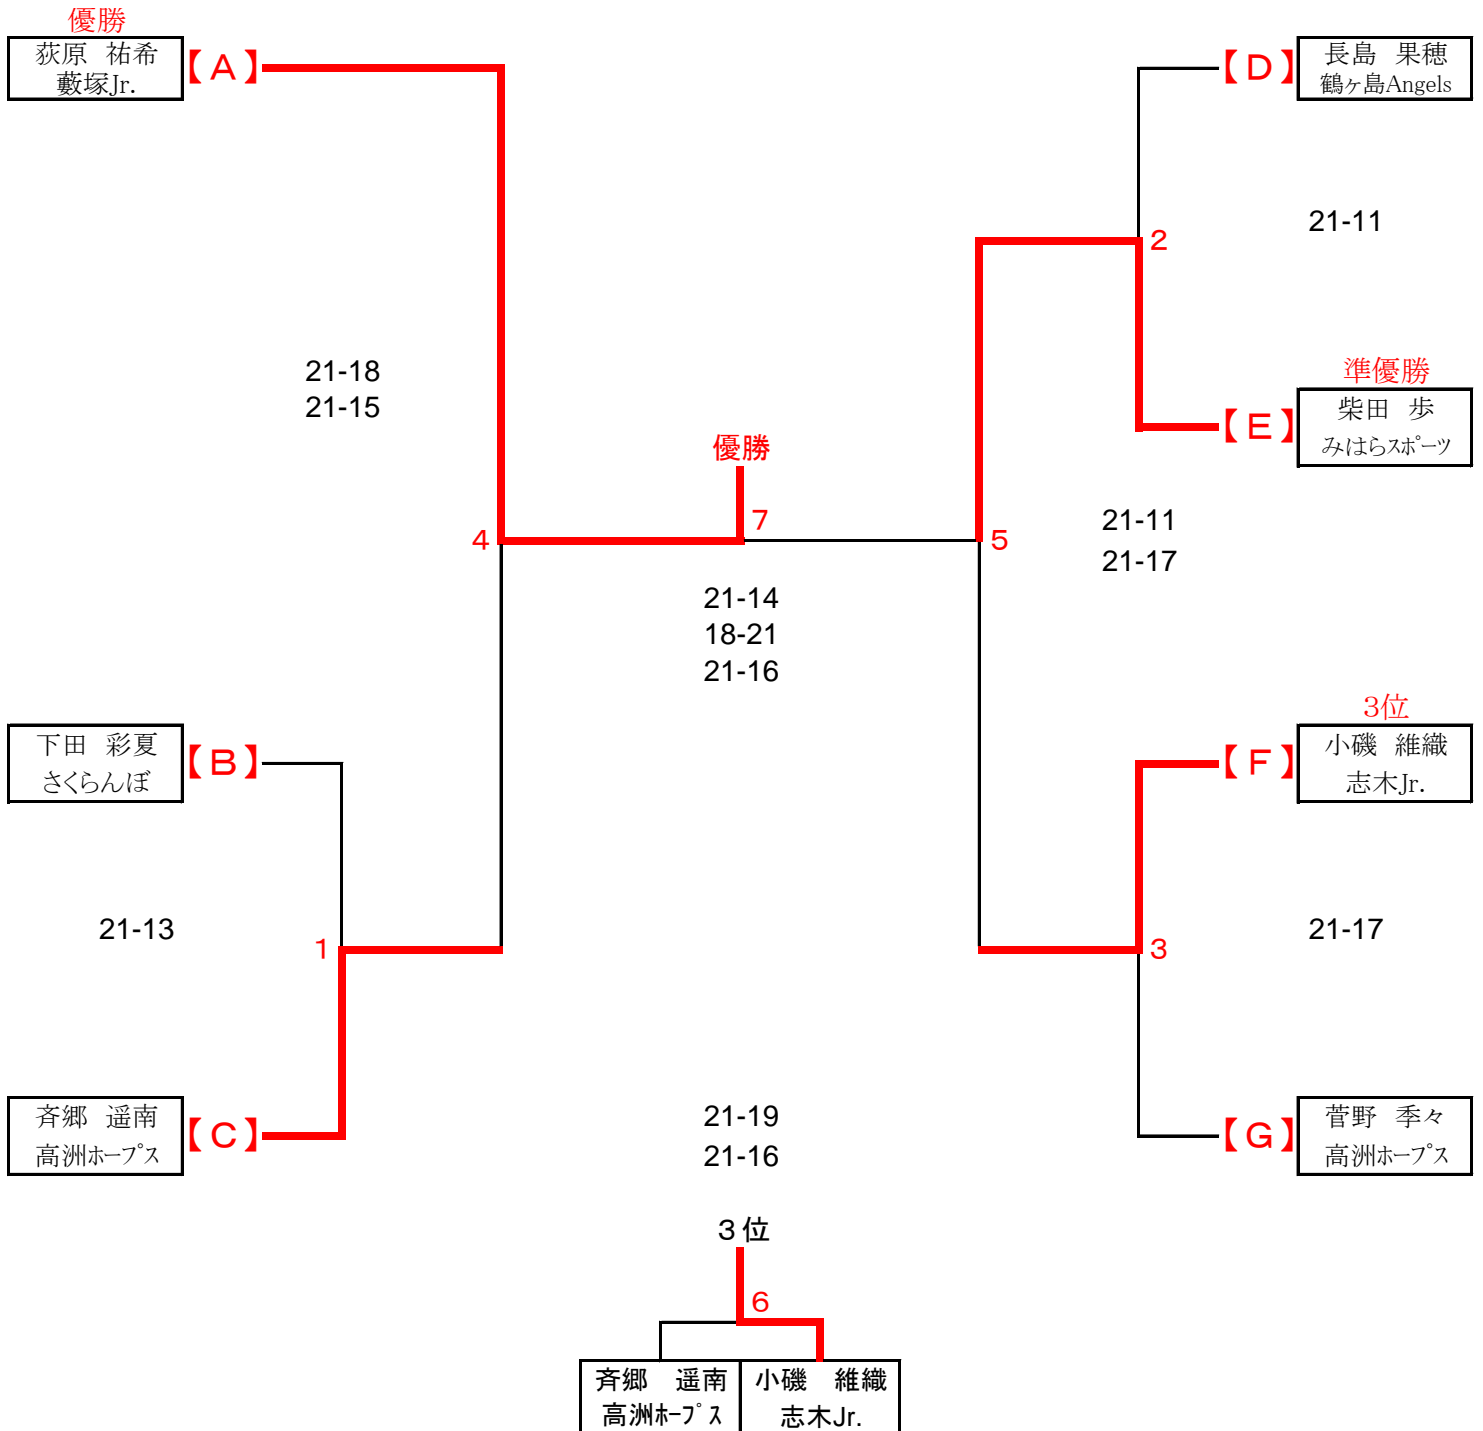 優勝
荻原　祐希
藪塚Jr.
【A】
【D】
長島　果穂
鶴ヶ島Angels
21-11
2
21-18
21-15
準優勝
柴田　歩
みはらスポーツ
【E】
優勝
7
4
5
21-11
21-17
21-14
18-21
21-16
3位
下田　彩夏
さくらんぼ
【B】
【F】
小磯　維織
志木Jr.
21-13
1
3
21-17
斉郷　遥南
高洲ホープス
【C】
21-19
21-16
【G】
菅野　季々
高洲ホープス
３位
6
斉郷　遥南
高洲ホープス
小磯　維織
志木Jr.